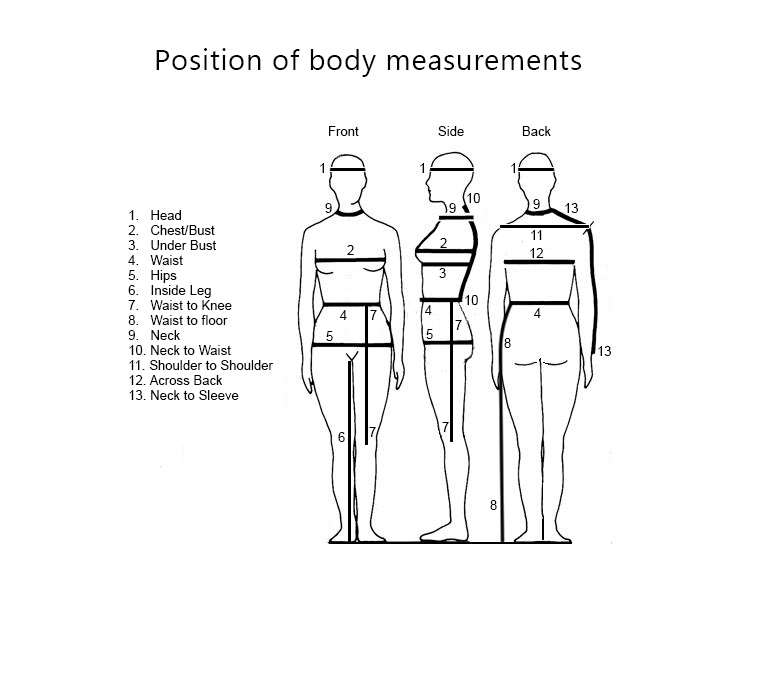 Position of body measurements
Front Side Back
1 1 1
10
9 9 9 13
1. Head
2. Chest/Bust
3. Under Bust
4. Waist
5. Hips
6. Inside Leg
7. Waist to Knee
8. Waist to floor
9. Neck
10. Neck to Waist
11. Shoulder to Shoulder
12. Across Back
13. Neck to Sleeve
11
2 2 12
3
10
4 7 4 4
7
5 5 8
13
6 7 7
8